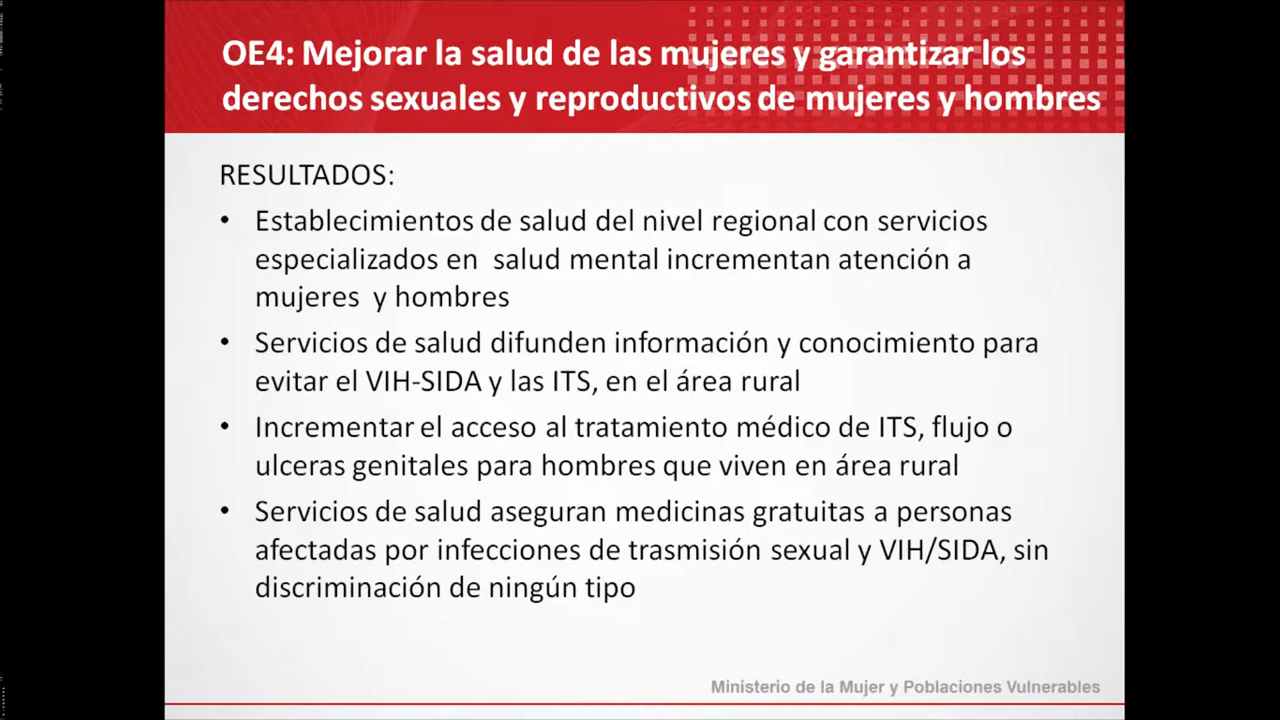 OE4: Mejorar la salud de las mujeres y garantizar los
derechos sexuales y reproductivos de mujeres y hombres
RESULTADOS:
• Establecimientos de salud del nivel regional con servicios
especializados en salud mental incrementan atención a
mujeres y hombres
• Servicios de salud difunden información y conocimiento para
evitar el VIH-SIDA y las ITS, en el área rural
• Incrementar el acceso al tratamiento médico de ITS, flujo o
ulceras genitales para hombres que viven en área rural
• Servicios de salud aseguran medicinas gratuitas a personas
afectadas por infecciones de trasmisión sexual y VIH/SIDA, sin
discriminación de ningún tipo
Ministerio de la Mujer y Poblaciones Vulnerables